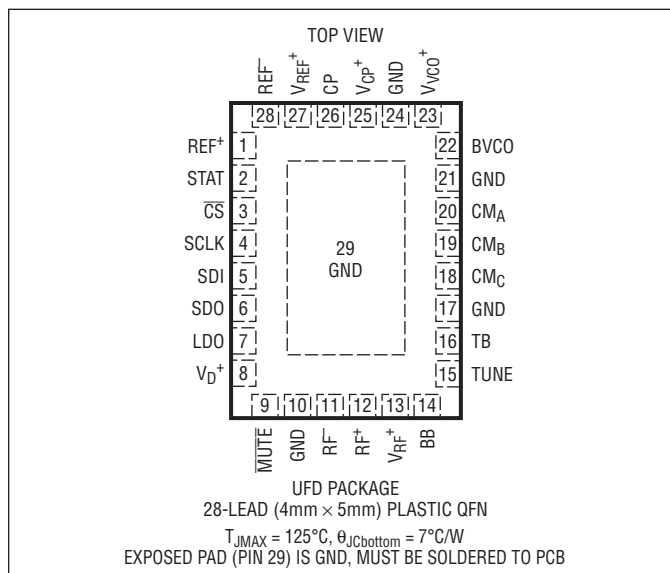 TOP VIEW
REF⁻ V_REF⁺ CP V_CP⁺ GND V_VCO⁺
28 27 26 25 24 23
REF⁺ 1 22 BVCO
STAT 2 21 GND
C̅S̅ 3 20 CM_A
SCLK 4 19 CM_B
SDI 5 18 CM_C
SDO 6 17 GND
LDO 7 16 TB
V_D⁺ 8 15 TUNE
29
GND
9 10 11 12 13 14
M̅U̅T̅E̅ GND RF⁻ RF⁺ V_RF⁺ BB
UFD PACKAGE
28-LEAD (4mm × 5mm) PLASTIC QFN
T_JMAX = 125°C, θ_JCbottom = 7°C/W
EXPOSED PAD (PIN 29) IS GND, MUST BE SOLDERED TO PCB